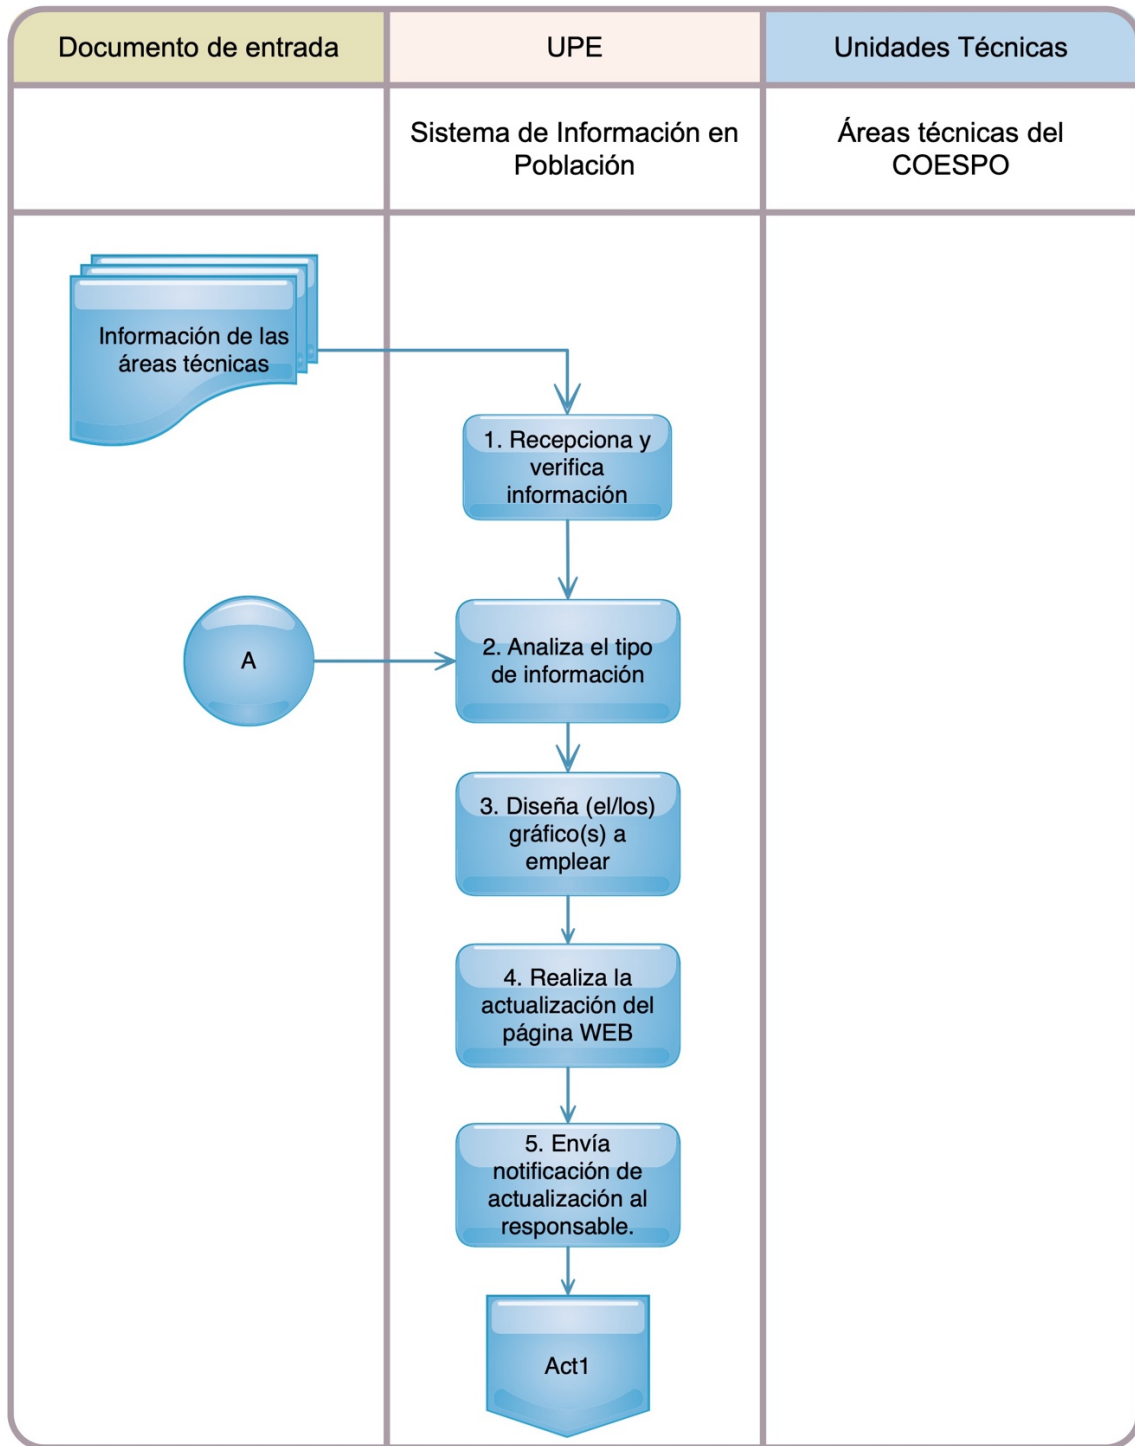 Documento de entrada
UPE
Unidades Técnicas
Sistema de Información en
Población
Áreas técnicas del
COESPO
Información de las
áreas técnicas
1. Recepciona y
verifica
información
A
2. Analiza el tipo
de información
3. Diseña (el/los)
gráfico(s) a
emplear
4. Realiza la
actualización del
página WEB
5. Envía
notificación de
actualización al
responsable.
Act1